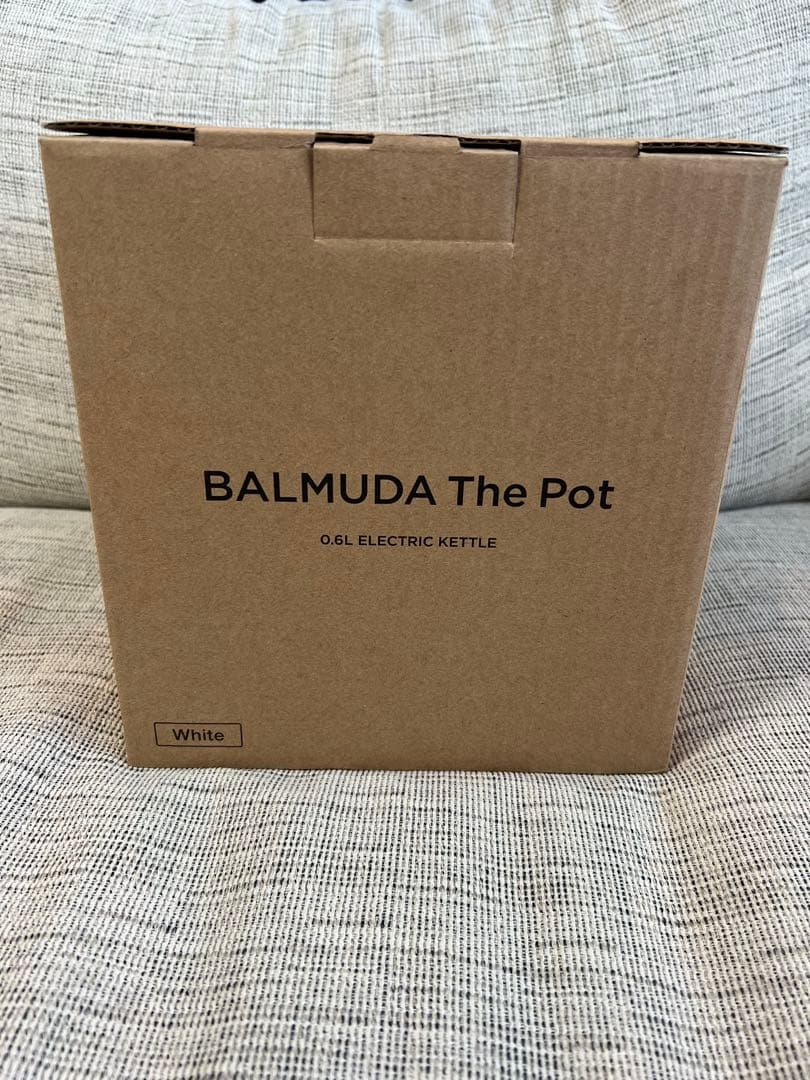 BALMUDA The Pot
0.6L ELECTRIC KETTLE
White